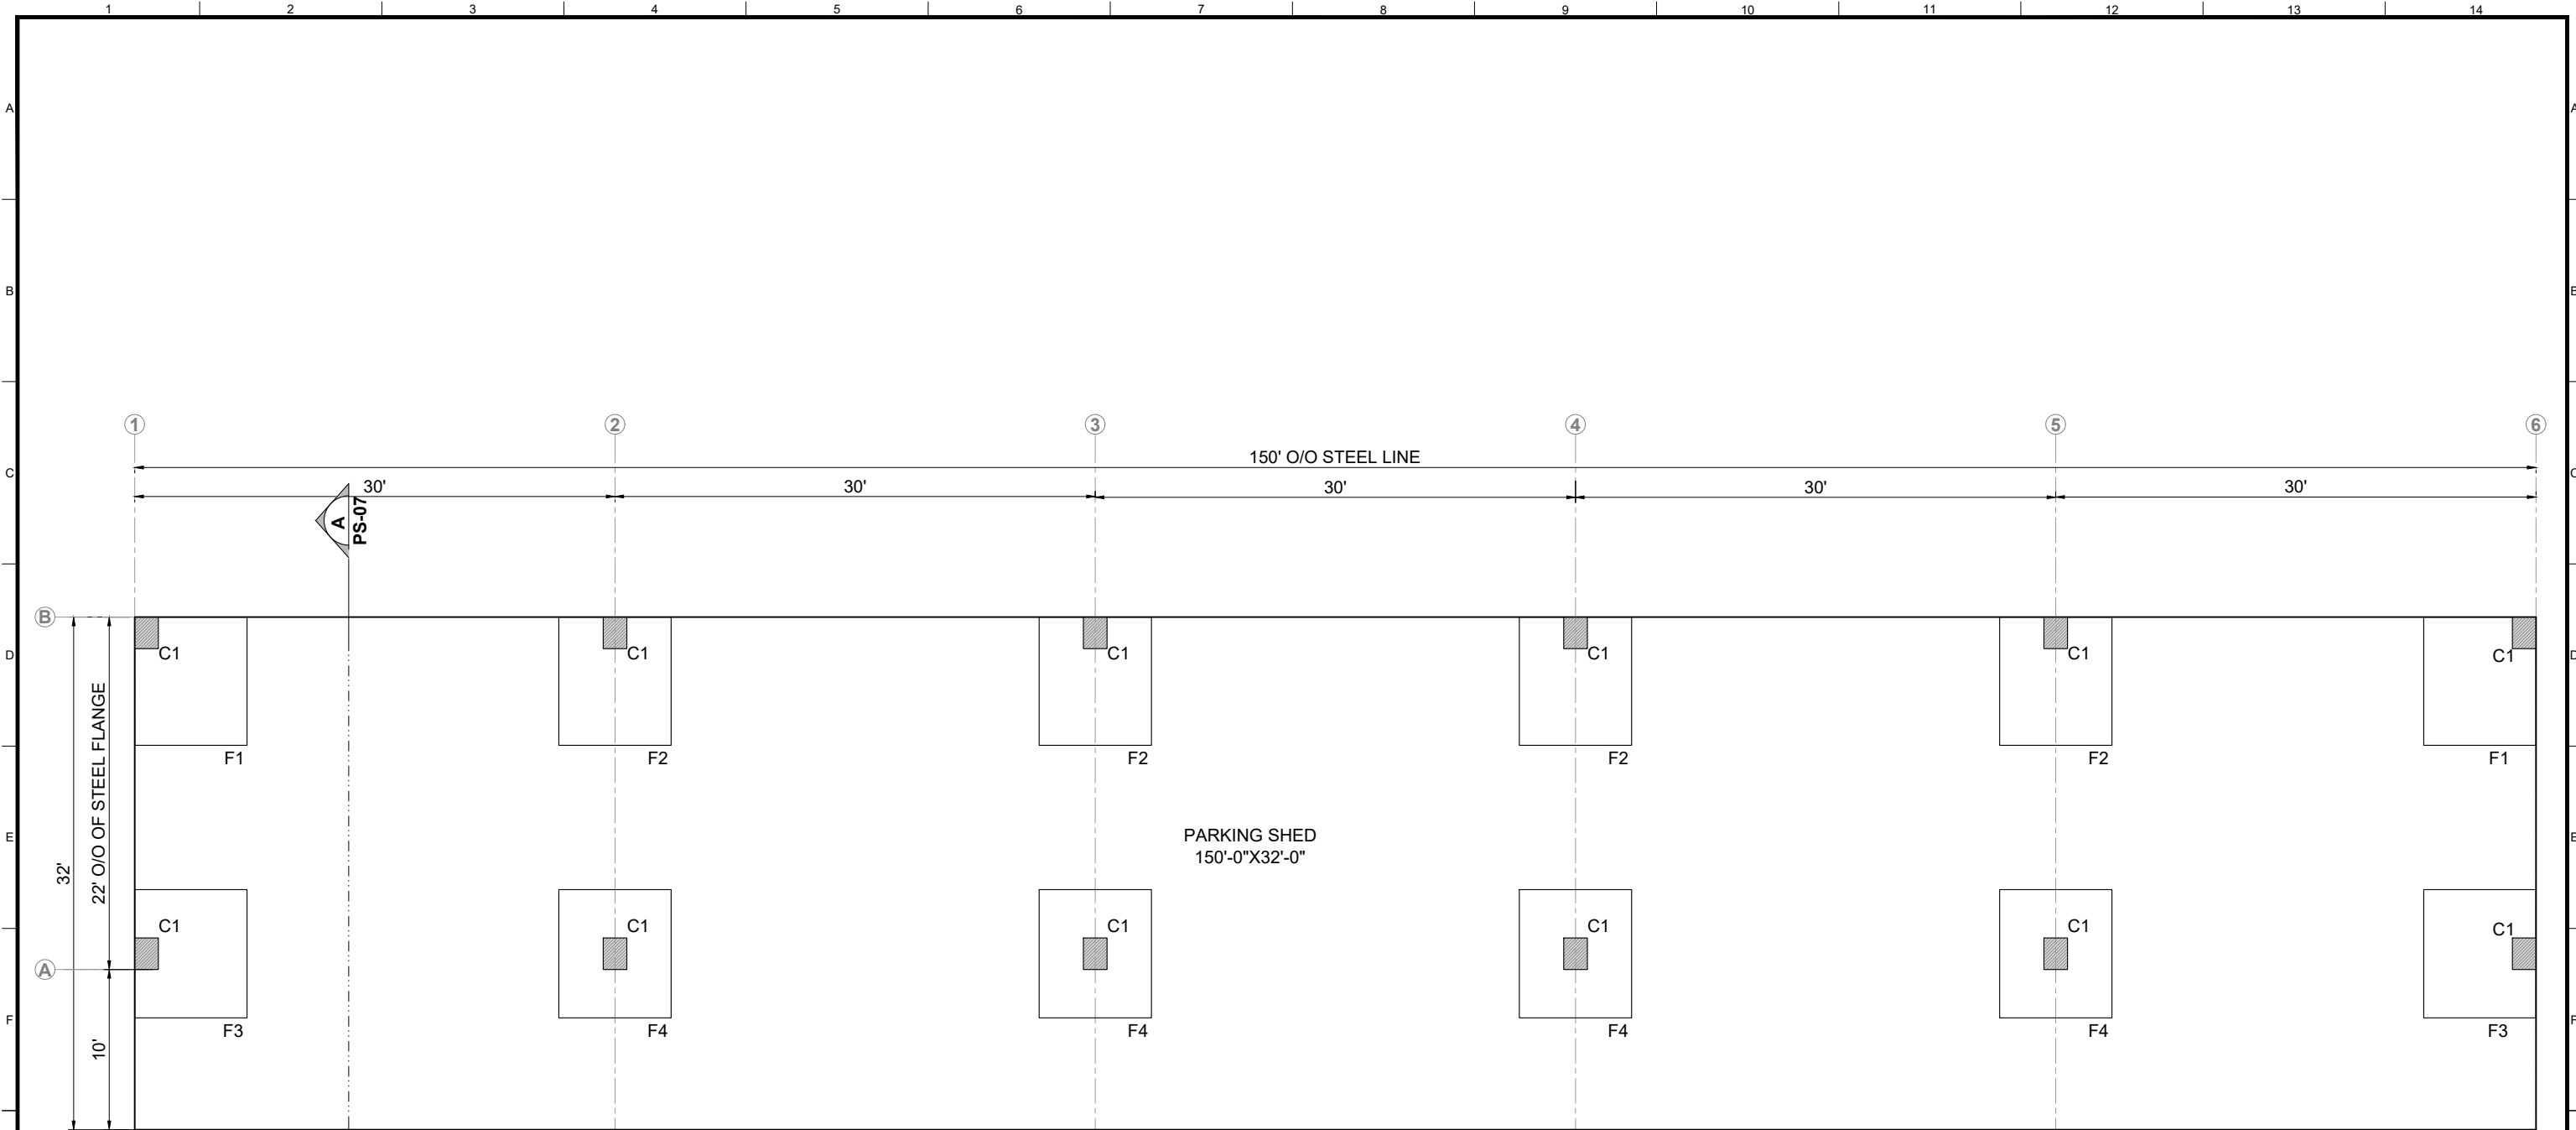 1 2 3 4 5 6 7 8 9 10 11 12 13 14
A A
B B
1 2 3 4 5 6
150' O/O STEEL LINE
C C
30' 30' 30' 30' 30'
A
PS-07
B
C1 C1 C1 C1 C1 C1
D D
22' O/O OF STEEL FLANGE
F1 F2 F2 F2 F2 F1
PARKING SHED
E E
150'-0"X32'-0"
32'
C1 C1 C1 C1 C1 C1
A
F F
F3 F4 F4 F4 F4 F3
10'